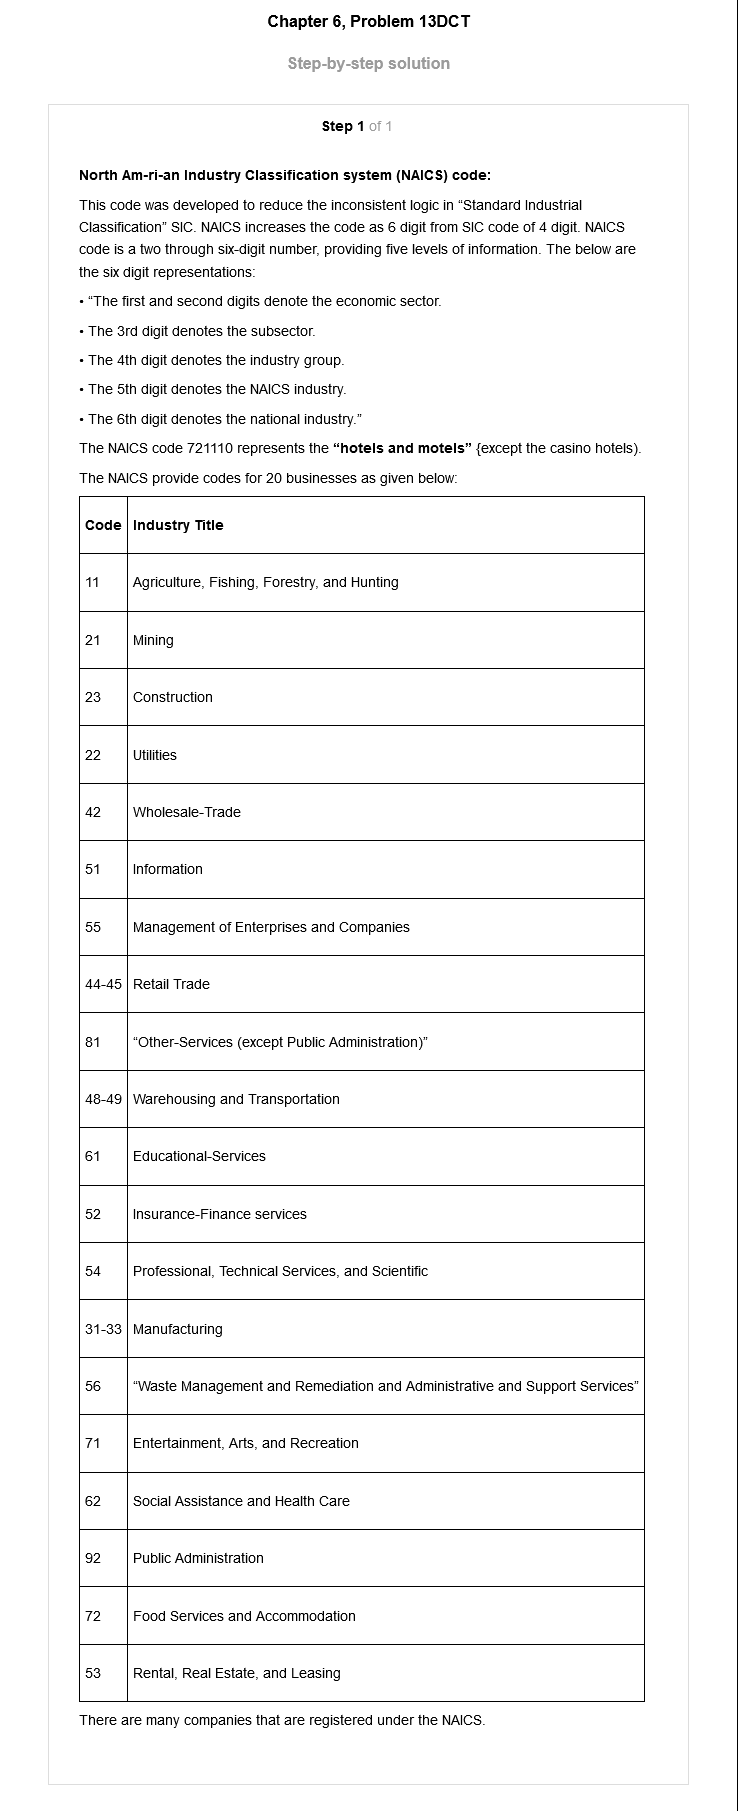 Chapter 6, Problem 13DCT
Step-by-step solution
Step 1 of 1
North Am-ri-an Industry Classification system (NAICS) code:
This code was developed to reduce the inconsistent logic in “Standard Industrial
Classification” SIC. NAICS increases the code as 6 digit from SIC code of 4 digit. NAICS
code is a two through six-digit number, providing five levels of information. The below are
the six digit representations:
• “The first and second digits denote the economic sector.
• The 3rd digit denotes the subsector.
• The 4th digit denotes the industry group.
• The 5th digit denotes the NAICS industry.
• The 6th digit denotes the national industry.”
The NAICS code 721110 represents the “hotels and motels” {except the casino hotels).
The NAICS provide codes for 20 businesses as given below:
Code Industry Title
11 Agriculture, Fishing, Forestry, and Hunting
21 Mining
23 Construction
22 Utilities
42 Wholesale-Trade
51 Information
55 Management of Enterprises and Companies
44-45 Retail Trade
81 “Other-Services (except Public Administration)”
48-49 Warehousing and Transportation
61 Educational-Services
52 Insurance-Finance services
54 Professional, Technical Services, and Scientific
31-33 Manufacturing
56 “Waste Management and Remediation and Administrative and Support Services”
71 Entertainment, Arts, and Recreation
62 Social Assistance and Health Care
92 Public Administration
72 Food Services and Accommodation
53 Rental, Real Estate, and Leasing
There are many companies that are registered under the NAICS.